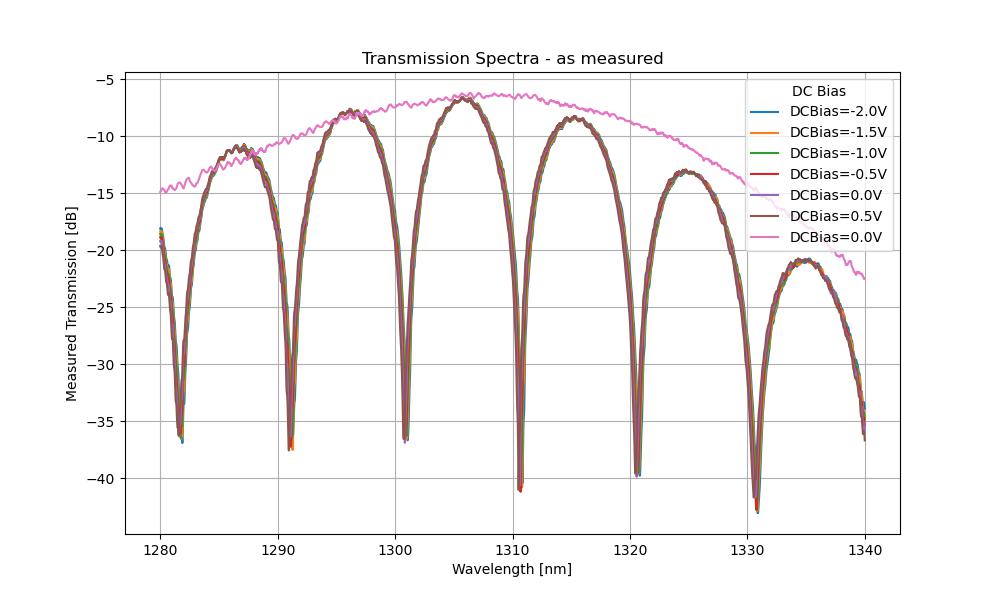 Transmission Spectra - as measured
DC Bias
DCBias=-2.0V
DCBias=-1.5V
DCBias=-1.0V
DCBias=-0.5V
DCBias=0.0V
DCBias=0.5V
DCBias=0.0V
Measured Transmission [dB]
−5
−10
−15
−20
−25
−30
−35
−40
1280
1290
1300
1310
1320
1330
1340
Wavelength [nm]